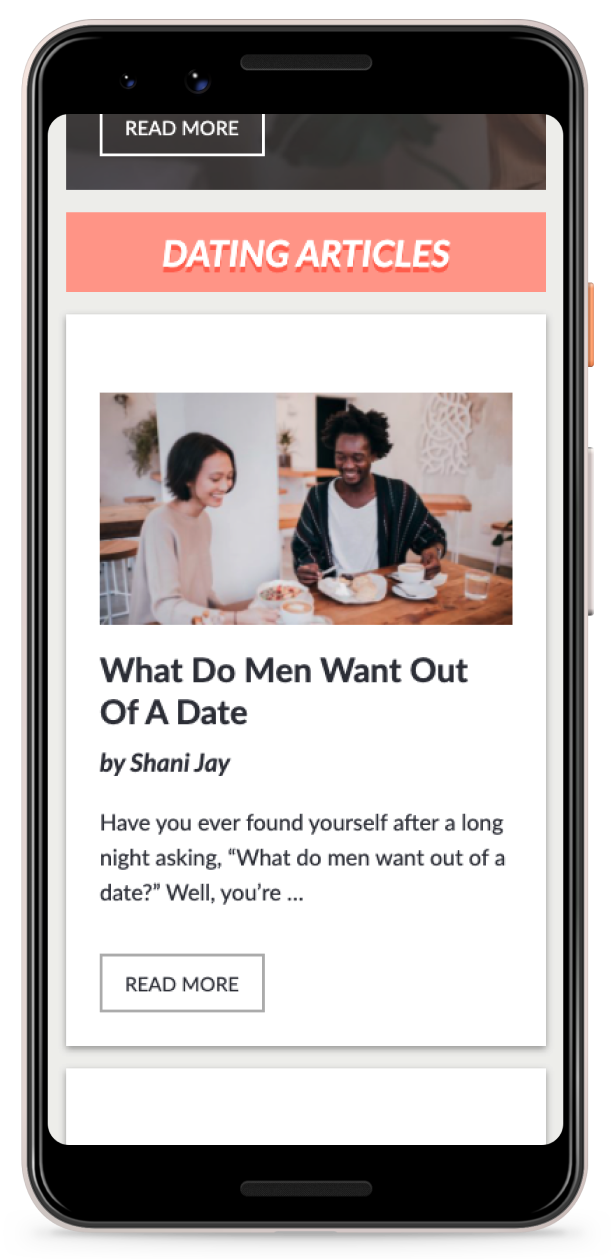 READ MORE
DATING ARTICLES
What Do Men Want Out
Of A Date
by Shani Jay
Have you ever found yourself after a long
night asking, “What do men want out of a
date?” Well, you’re ...
READ MORE